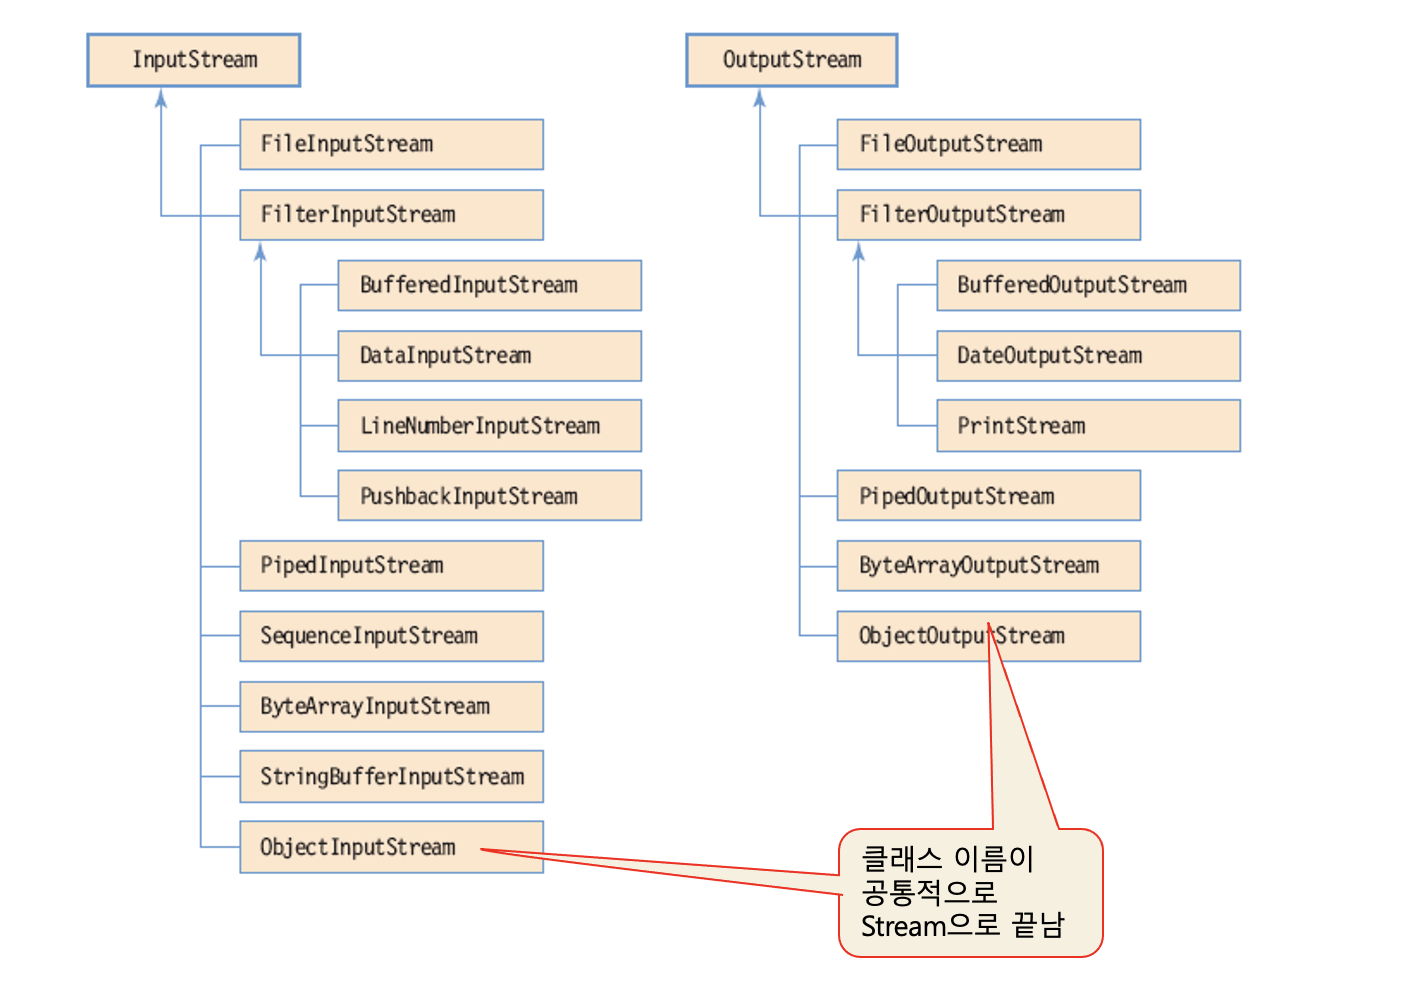 InputStream
FileInputStream
FilterInputStream
BufferedInputStream
DataInputStream
LineNumberInputStream
PushbackInputStream
PipedInputStream
SequenceInputStream
ByteArrayInputStream
StringBufferInputStream
ObjectInputStream
OutputStream
FileOutputStream
FilterOutputStream
BufferedOutputStream
DateOutputStream
PrintStream
PipedOutputStream
ByteArrayOutputStream
ObjectOutputStream
클래스 이름이
공통적으로
Stream으로 끝남